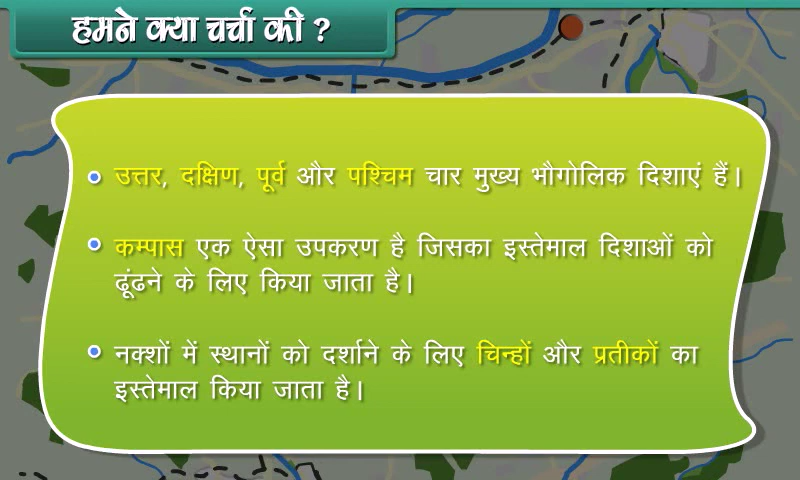 हमने क्या चर्चा की ?
उत्तर, दक्षिण, पूर्व और पश्चिम चार मुख्य भौगोलिक दिशाएं हैं।
कम्पास एक ऐसा उपकरण है जिसका इस्तेमाल दिशाओं को
ढूंढने के लिए किया जाता है।
नक्शों में स्थानों को दर्शाने के लिए चिन्हों और प्रतीकों का
इस्तेमाल किया जाता है।